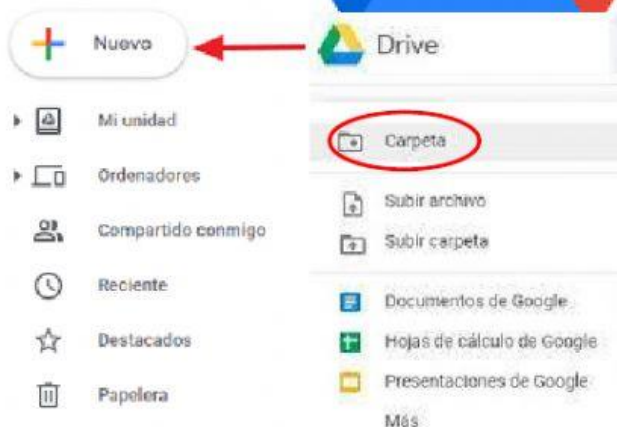 Nuevo
Mi unidad
Ordenadores
Compartido conmigo
Reciente
Destacados
Papelera
Drive
Carpeta
Subir archivo
Subir carpeta
Documentos de Google
Hojas de cálculo de Google
Presentaciones de Google
Más